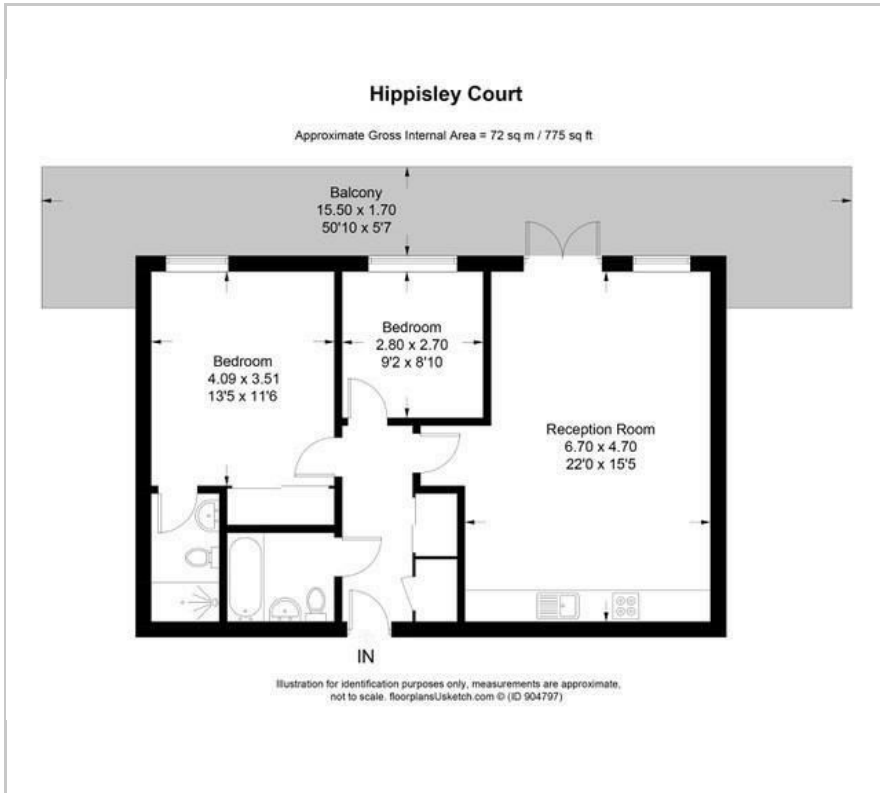 Hippisley Court
Approximate Gross Internal Area = 72 sq m / 775 sq ft
Balcony
15.50 x 1.70
50'10 x 5'7
Bedroom
4.09 x 3.51
13'5 x 11'6
Bedroom
2.80 x 2.70
9'2 x 8'10
Reception Room
6.70 x 4.70
22'0 x 15'5
IN
Illustration for identification purposes only, measurements are approximate,
not to scale. floorplansUsketch.com © (ID 904797)